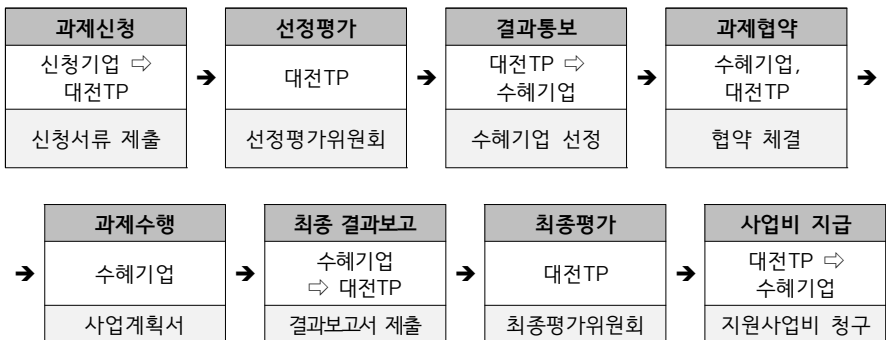 과제신청
신청기업 ⇨
대전TP
신청서류 제출
➔
선정평가
대전TP
선정평가위원회
➔
결과통보
대전TP ⇨
수혜기업
수혜기업 선정
➔
과제협약
수혜기업,
대전TP
협약 체결
➔
➔
과제수행
수혜기업
사업계획서
➔
최종 결과보고
수혜기업
⇨ 대전TP
결과보고서 제출
➔
최종평가
대전TP
최종평가위원회
➔
사업비 지급
대전TP ⇨
수혜기업
지원사업비 청구